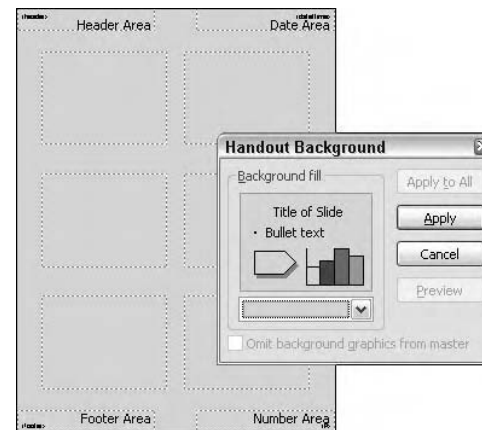 <header>
Header Area
Date Area
Handout Background
Background fill
Title of Slide
• Bullet text
Apply to All
Apply
Cancel
Preview
Omit background graphics from master
Footer Area
Number Area